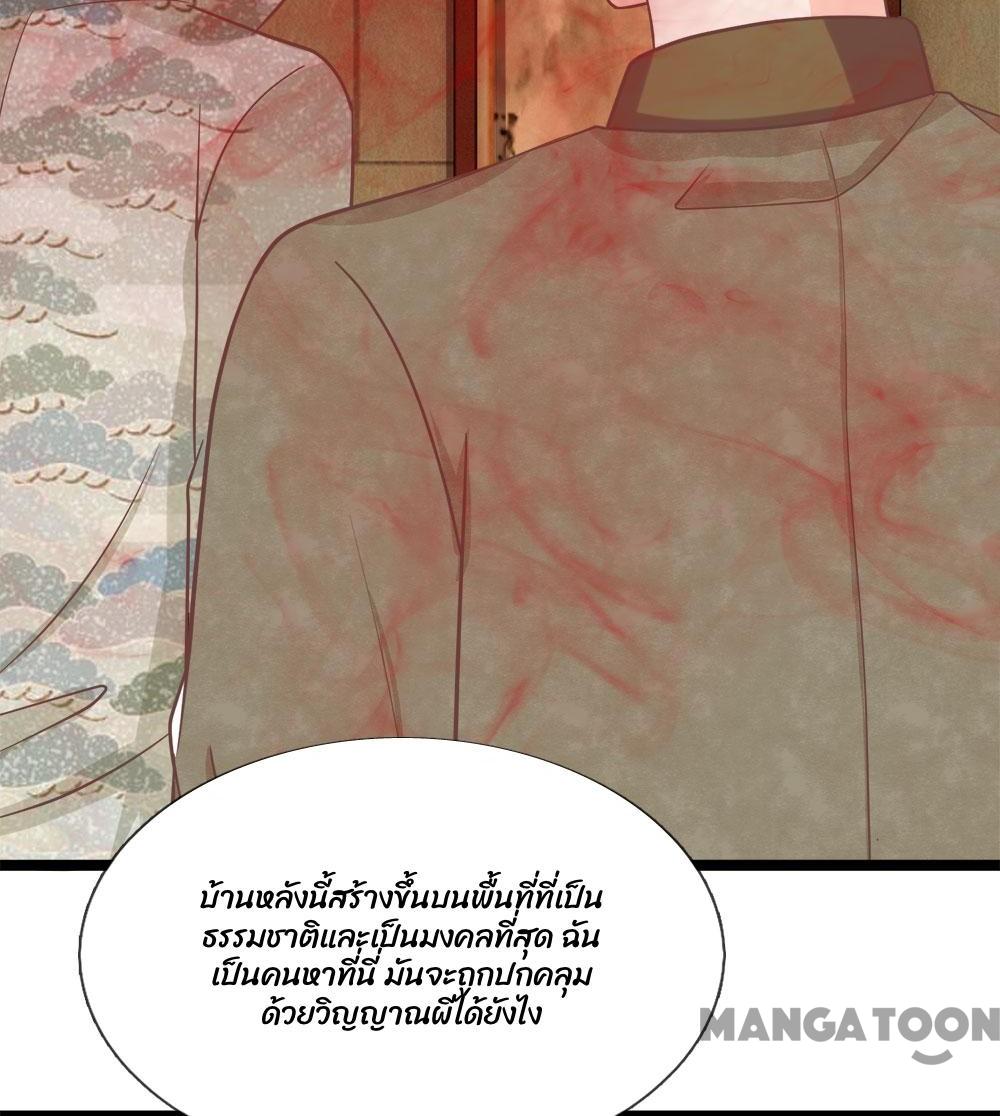 บ้านหลังนี้สร้างขึ้นบนพื้นที่ที่เป็น
ธรรมชาติและเป็นมงคลที่สุด ฉัน
เป็นคนหาที่นี่ มันจะถูกปกคลุม
ด้วยวิญญาณผีได้ยังไง
MANGATOON